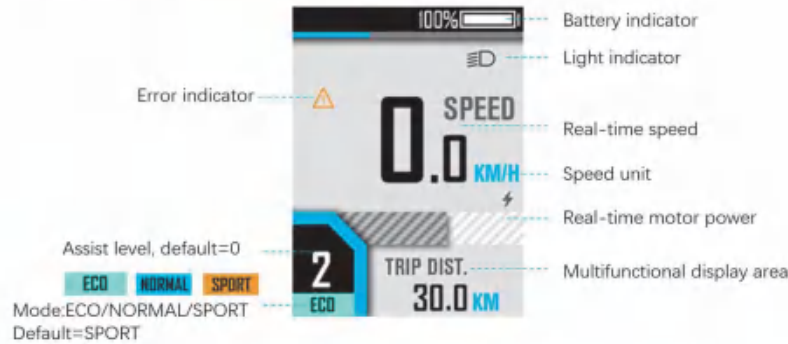 100%
Battery indicator
Light indicator
Error indicator
SPEED
0.0 KM/H
Real-time speed
Speed unit
Real-time motor power
Assist level, default=0
2
ECO
TRIP DIST.
30.0 KM
Multifunctional display area
ECO NORMAL SPORT
Mode:ECO/NORMAL/SPORT
Default=SPORT